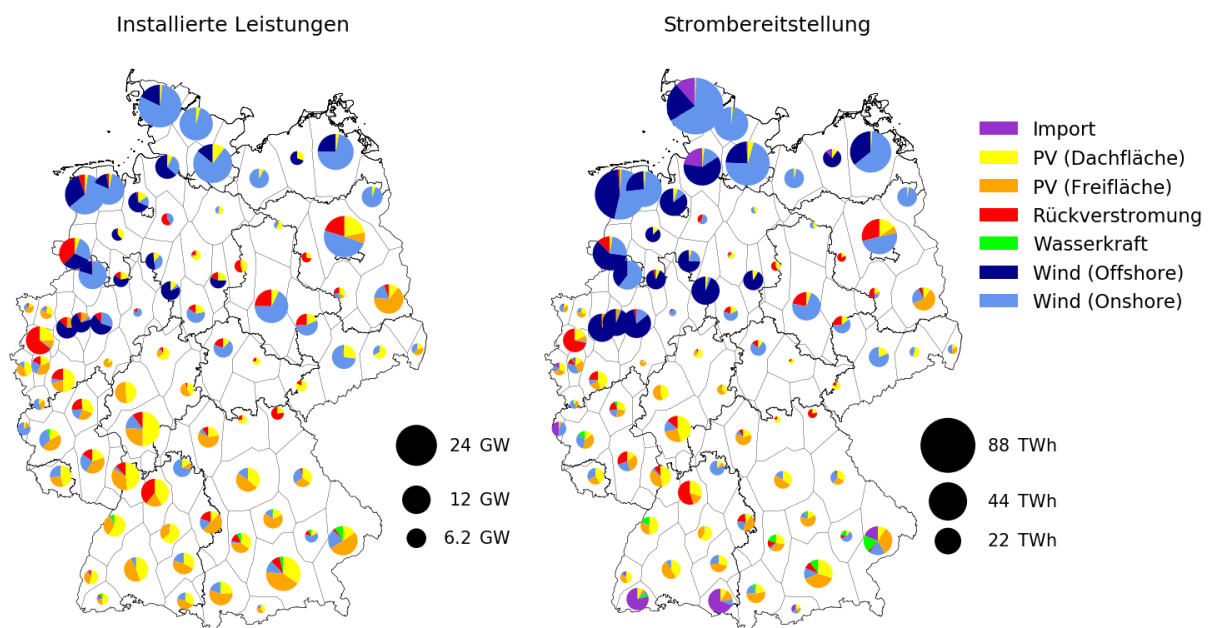 Installierte Leistungen
Strombereitstellung
Import
PV (Dachfläche)
PV (Freifläche)
Rückverstromung
Wasserkraft
Wind (Offshore)
Wind (Onshore)
24 GW
12 GW
6.2 GW
88 TWh
44 TWh
22 TWh